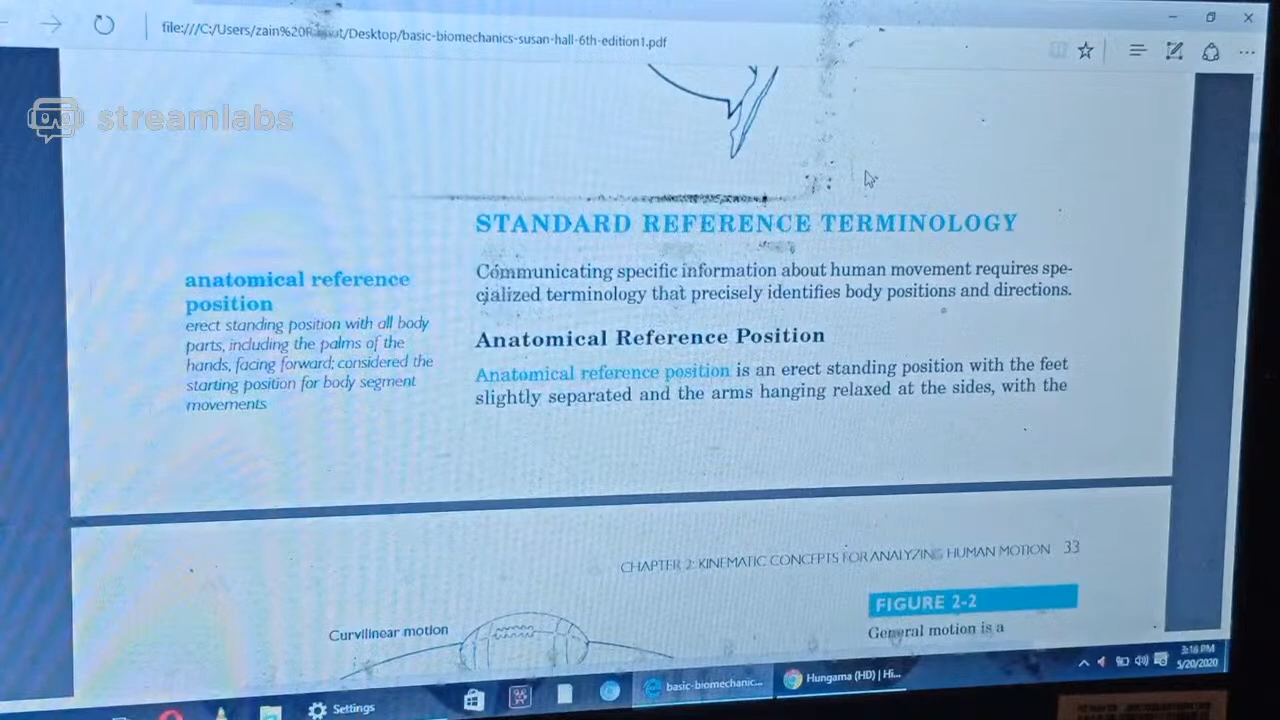 file:///C:/Users/zain%20R
t/Desktop/basic-biomechanics-susan-hall-6th-edition1.pdf
streamlabs
STANDARD REFERENCE TERMINOLOGY
Communicating specific information about human movement requires spe-
cialized terminology that precisely identifies body positions and directions.
anatomical reference
position
erect standing position with all body
parts, including the palms of the
hands, facing forward; considered the
starting position for body segment
movements
Anatomical Reference Position
Anatomical reference position is an erect standing position with the feet
slightly separated and the arms hanging relaxed at the sides, with the
CHAPTER 2: KINEMATIC CONCEPTS FOR ANALYZING HUMAN MOTION 33
FIGURE 2-2
General motion is a
Curvilinear motion
Settings
basic-biomechanic...
Hungama (HD) | Hi...
3:16 PM
5/20/2020